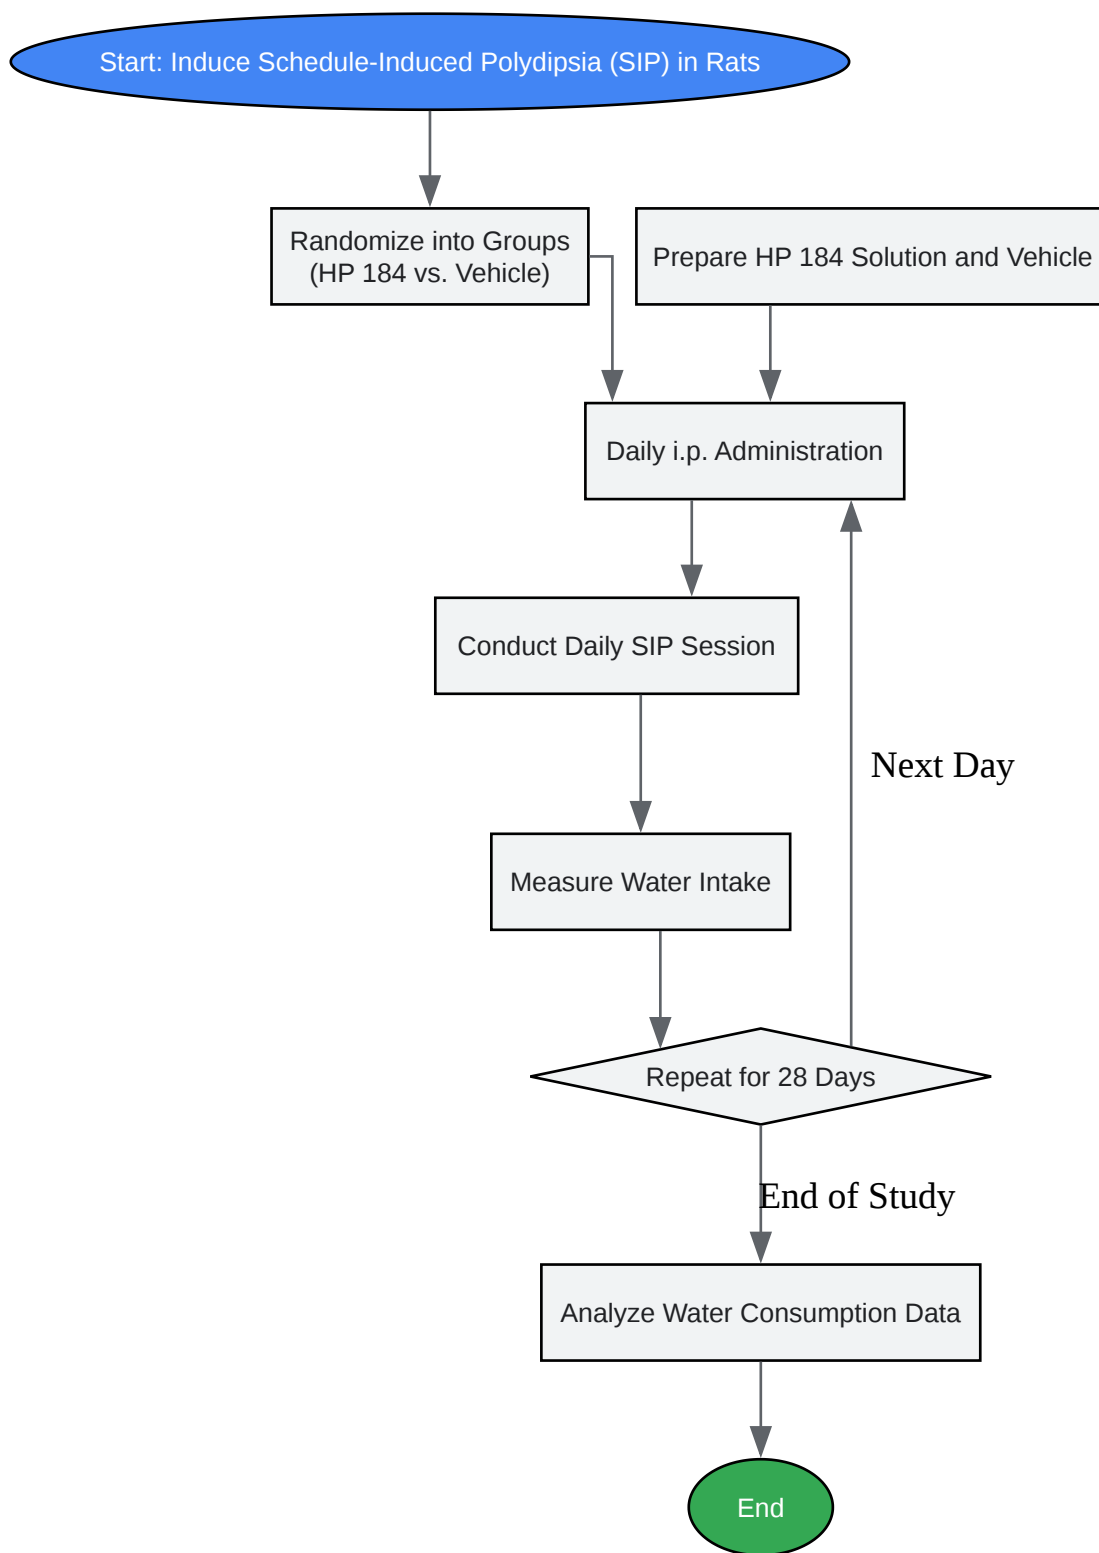 Start: Induce Schedule-Induced Polydipsia (SIP) in Rats
Randomize into Groups
(HP 184 vs. Vehicle)
Prepare HP 184 Solution and Vehicle
Daily i.p. Administration
Conduct Daily SIP Session
Next Day
Measure Water Intake
Repeat for 28 Days
End of Study
Analyze Water Consumption Data
End